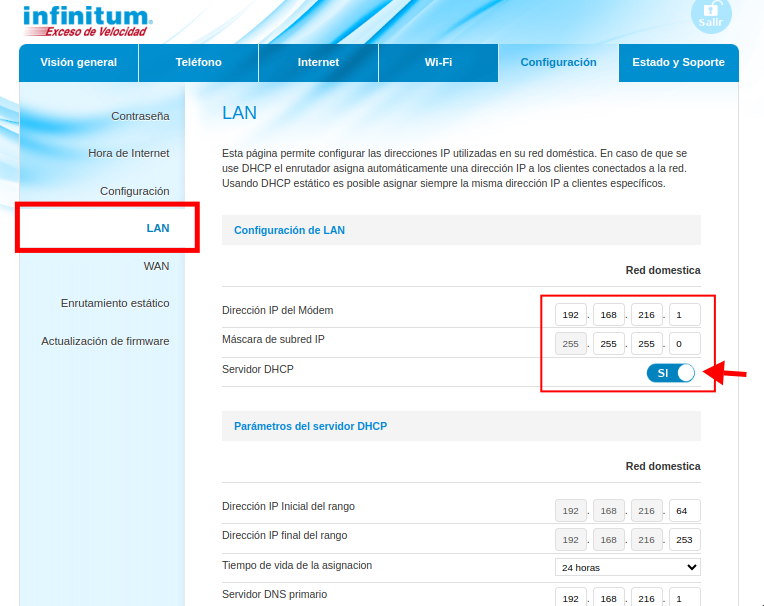 infinitum.
Exceso de Velocidad
Salir
Visión general Teléfono Internet Wi-Fi Configuración Estado y Soporte
Contraseña
Hora de Internet
Configuración
LAN
WAN
Enrutamiento estático
Actualización de firmware
LAN
Esta página permite configurar las direcciones IP utilizadas en su red doméstica. En caso de que se
use DHCP el enrutador asigna automáticamente una dirección IP a los clientes conectados a la red.
Usando DHCP estático es posible asignar siempre la misma dirección IP a clientes específicos.
Configuración de LAN
Red domestica
Dirección IP del Módem 192 . 168 . 216 . 1
Máscara de subred IP 255 . 255 . 255 . 0
Servidor DHCP SI
Parámetros del servidor DHCP
Red domestica
Dirección IP Inicial del rango 192 . 168 . 216 . 64
Dirección IP final del rango 192 . 168 . 216 . 253
Tiempo de vida de la asignacion 24 horas
Servidor DNS primario 192 . 168 . 216 . 1